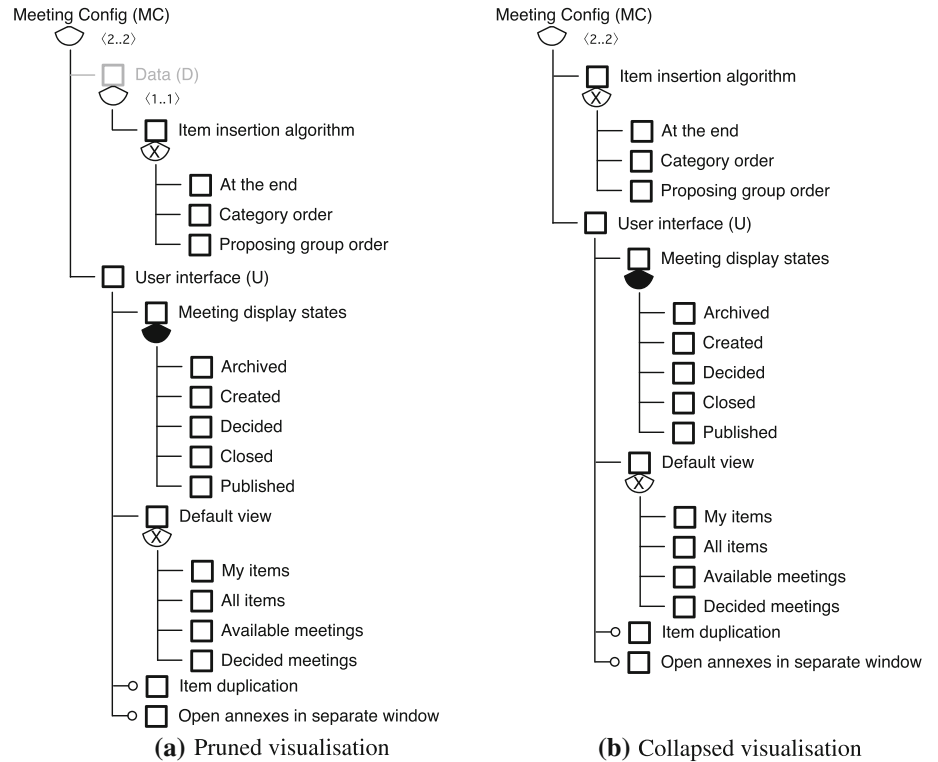 Meeting Config (MC)
⟨2..2⟩
Data (D)
⟨1..1⟩
Item insertion algorithm
X
At the end
Category order
Proposing group order
User interface (U)
Meeting display states
Archived
Created
Decided
Closed
Published
Default view
X
My items
All items
Available meetings
Decided meetings
Item duplication
Open annexes in separate window
(a) Pruned visualisation
Meeting Config (MC)
⟨2..2⟩
Item insertion algorithm
X
At the end
Category order
Proposing group order
User interface (U)
Meeting display states
Archived
Created
Decided
Closed
Published
Default view
X
My items
All items
Available meetings
Decided meetings
Item duplication
Open annexes in separate window
(b) Collapsed visualisation